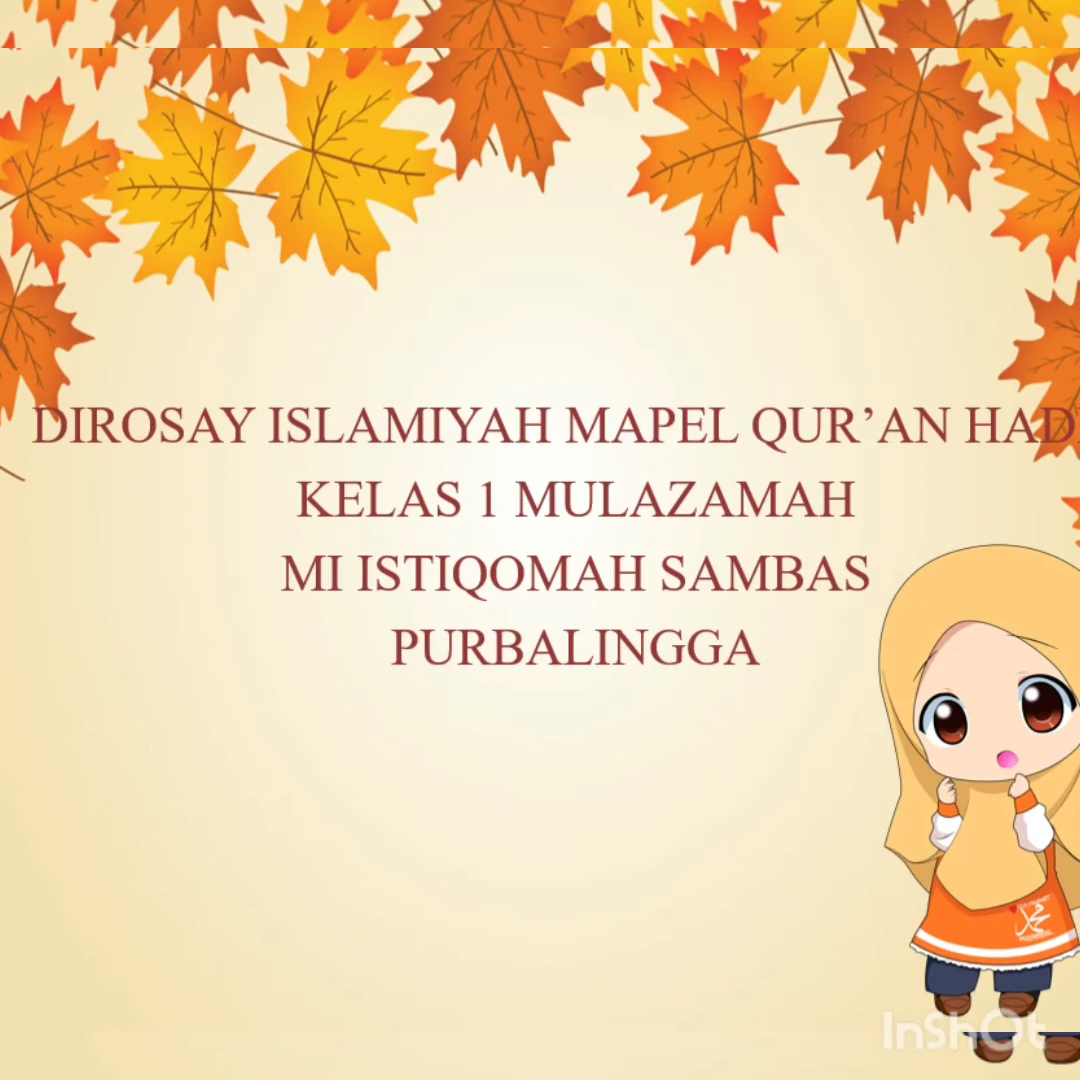 DIROSAY ISLAMIYAH MAPEL QUR’AN HAD
KELAS 1 MULAZAMAH
MI ISTIQOMAH SAMBAS
PURBALINGGA
InShOt